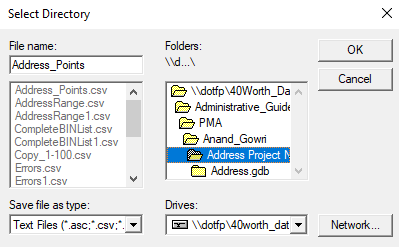 Select Directory
File name:
Address_Points
Address_Points.csv
AddressRange.csv
AddressRange1.csv
CompleteBINList.csv
CompleteBINList1.csv
Copy_1-100.csv
Errors.csv
Errors1.csv
Save file as type:
Text Files (*.asc;*.csv;*.
Folders:
\\d...\
\\dotfp\40Worth_Da
Administrative_Guide
PMA
Anand_Gowri
Address Project N
Address.gdb
Drives:
\\dotfp\40worth_dat
OK
Cancel
Network...